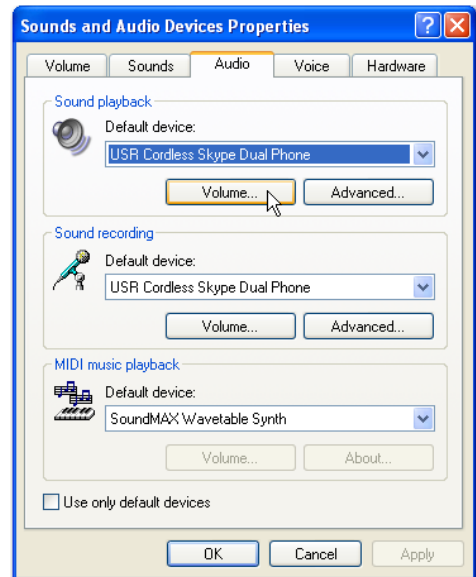 Sounds and Audio Devices Properties
Volume Sounds Audio Voice Hardware
Sound playback
Default device:
USR Cordless Skype Dual Phone
Volume... Advanced...
Sound recording
Default device:
USR Cordless Skype Dual Phone
Volume... Advanced...
MIDI music playback
Default device:
SoundMAX Wavetable Synth
Volume... About...
Use only default devices
OK Cancel Apply